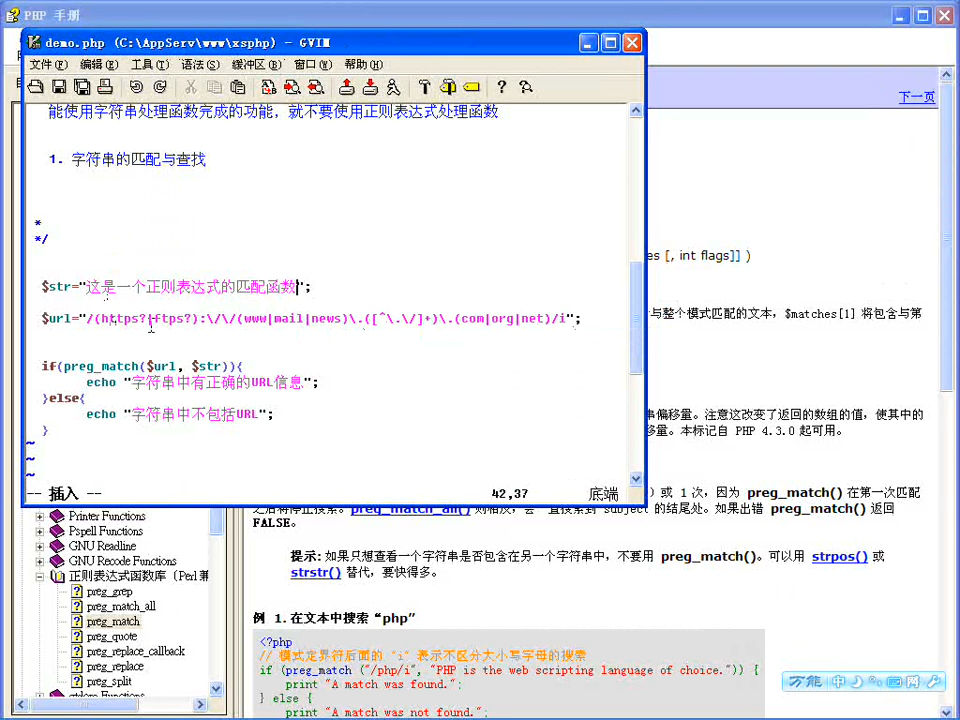 PHP 手册
demo.php (C:\AppServ\www\xsphp) - GVIM
文件(F) 编辑(E) 工具(T) 语法(S) 缓冲区(B) 窗口(W) 帮助(H)
能使用字符串处理函数完成的功能，就不要使用正则表达式处理函数
1. 字符串的匹配与查找
*
*/
$str="这是一个正则表达式的匹配函数";
$url="/(https?|ftps?):\/\/(www|mail|news)\.([^\.\/]+)\.(com|org|net)/i";
if(preg_match($url, $str)){
echo "字符串中有正确的URL信息";
}else{
echo "字符串中不包括URL";
}
~
~
~
-- 插入 --
42,37
底端
下一页
es [, int flags]] )
与整个模式匹配的文本，$matches[1] 将包含与第
串偏移量。注意这改变了返回的数组的值，使其中的
移量。本标记自 PHP 4.3.0 起可用。
）或 1 次，因为 preg_match() 在第一次匹配
preg_match_all() 则相反，会一直搜索到 subject 的结尾处。如果出错 preg_match() 返回
FALSE。
提示: 如果只想查看一个字符串是否包含在另一个字符串中，不要用 preg_match()。可以用 strpos() 或
strstr() 替代，要快得多。
例 1. 在文本中搜索“php”
<?php
// 模式定界符后面的 "i" 表示不区分大小写字母的搜索
if (preg_match ("/php/i", "PHP is the web scripting language of choice.")) {
print "A match was found.";
} else {
print "A match was not found.";
Printer Functions
Pspell Functions
GNU Readline
GNU Recode Functions
正则表达式函数库（Perl 兼
preg_grep
preg_match_all
preg_match
preg_quote
preg_replace_callback
preg_replace
preg_split
万能 中